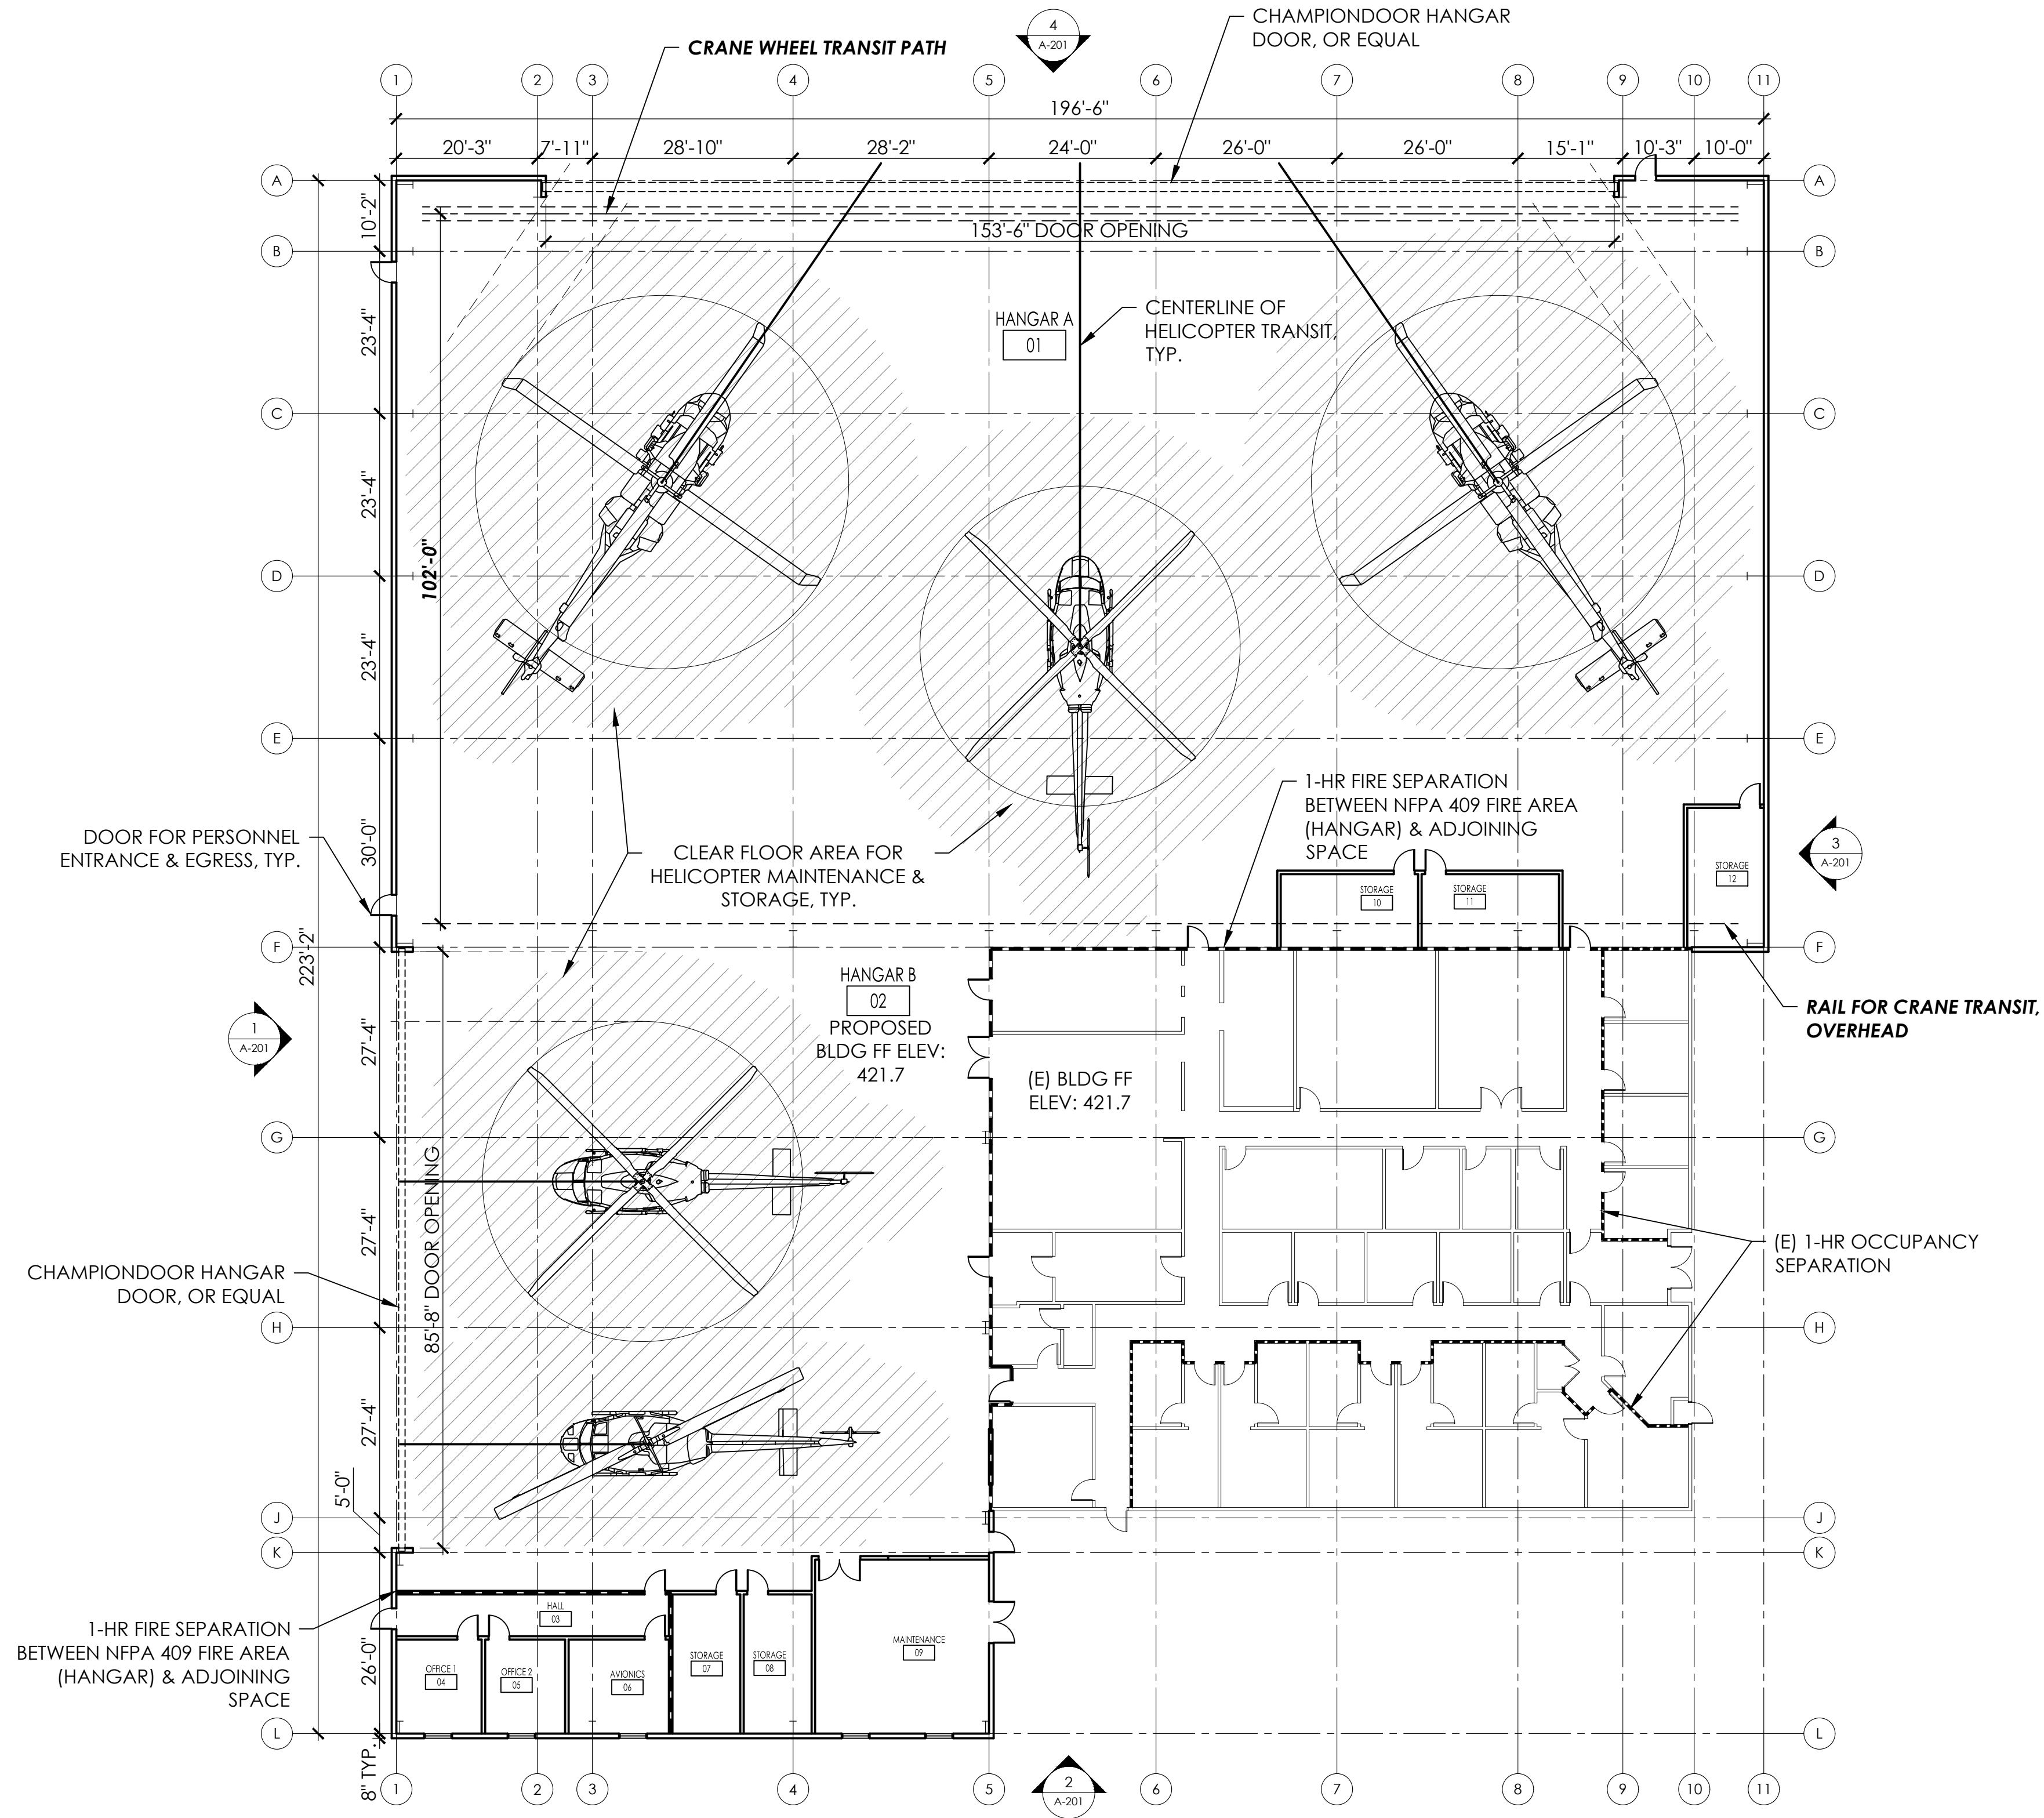 4
A-201
CHAMPIONDOOR HANGAR
DOOR, OR EQUAL
CRANE WHEEL TRANSIT PATH
1 2 3 4 5 6 7 8 9 10 11
196'-6"
20'-3" 7'-11" 28'-10" 28'-2" 24'-0" 26'-0" 26'-0" 15'-1" 10'-3" 10'-0"
A A
10'-2"
153'-6" DOOR OPENING
B B
23'-4"
HANGAR A
01
CENTERLINE OF
HELICOPTER TRANSIT,
TYP.
C C
23'-4"
102'-0"
D D
23'-4"
E E
1-HR FIRE SEPARATION
BETWEEN NFPA 409 FIRE AREA
(HANGAR) & ADJOINING
SPACE
30'-0"
DOOR FOR PERSONNEL
ENTRANCE & EGRESS, TYP.
CLEAR FLOOR AREA FOR
HELICOPTER MAINTENANCE &
STORAGE, TYP.
3
A-201
STORAGE
12
STORAGE
10
STORAGE
11
F F
223'-2"
HANGAR B
02
PROPOSED
BLDG FF ELEV:
421.7
RAIL FOR CRANE TRANSIT,
OVERHEAD
1
A-201
27'-4"
(E) BLDG FF
ELEV: 421.7
G G
85'-8" DOOR OPENING
27'-4"
(E) 1-HR OCCUPANCY
SEPARATION
CHAMPIONDOOR HANGAR
DOOR, OR EQUAL
H H
27'-4"
5'-0"
J J
K K
HALL
03
1-HR FIRE SEPARATION
BETWEEN NFPA 409 FIRE AREA
(HANGAR) & ADJOINING
SPACE
26'-0"
OFFICE 1
04
OFFICE 2
05
AVIONICS
06
STORAGE
07
STORAGE
08
MAINTENANCE
09
L L
8" TYP.
1 2 3 4 5 6 7 8 9 10 11
2
A-201